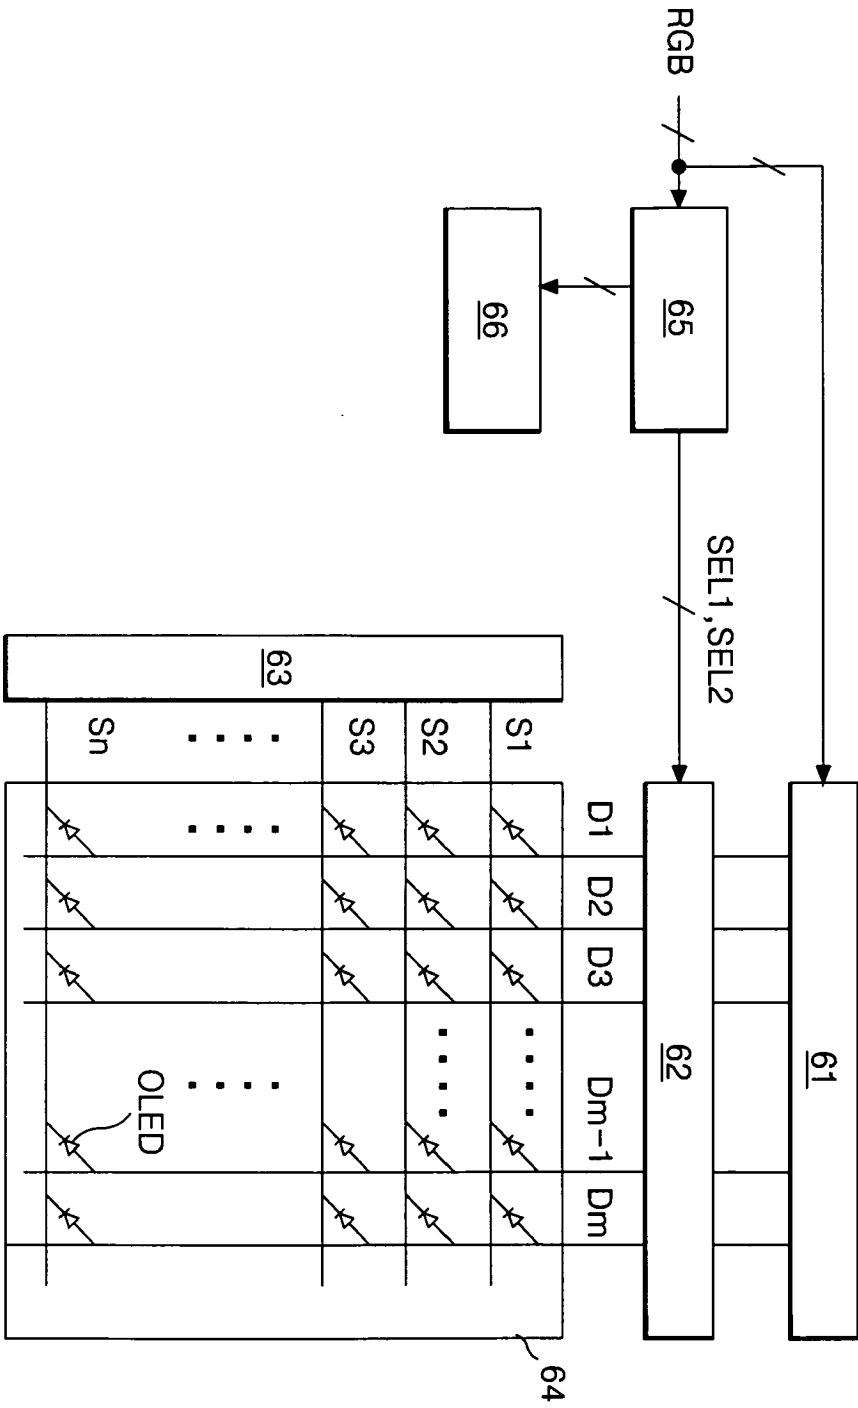 61
62
RGB
65
66
SEL1,SEL2
63
S1
S2
S3
Sn
D1
D2
D3
Dm-1
Dm
OLED
64